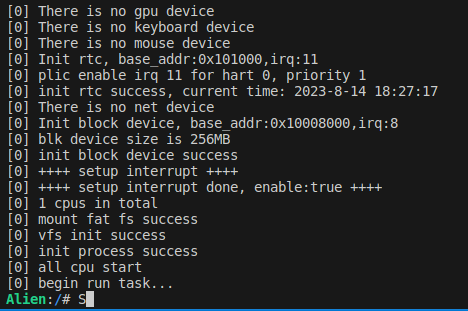 [0] There is no gpu device
[0] There is no keyboard device
[0] There is no mouse device
[0] Init rtc, base_addr:0x101000,irq:11
[0] plic enable irq 11 for hart 0, priority 1
[0] init rtc success, current time: 2023-8-14 18:27:17
[0] There is no net device
[0] Init block device, base_addr:0x10008000,irq:8
[0] blk device size is 256MB
[0] init block device success
[0] ++++ setup interrupt ++++
[0] ++++ setup interrupt done, enable:true ++++
[0] 1 cpus in total
[0] mount fat fs success
[0] vfs init success
[0] init process success
[0] all cpu start
[0] begin run task...
Alien:/# S